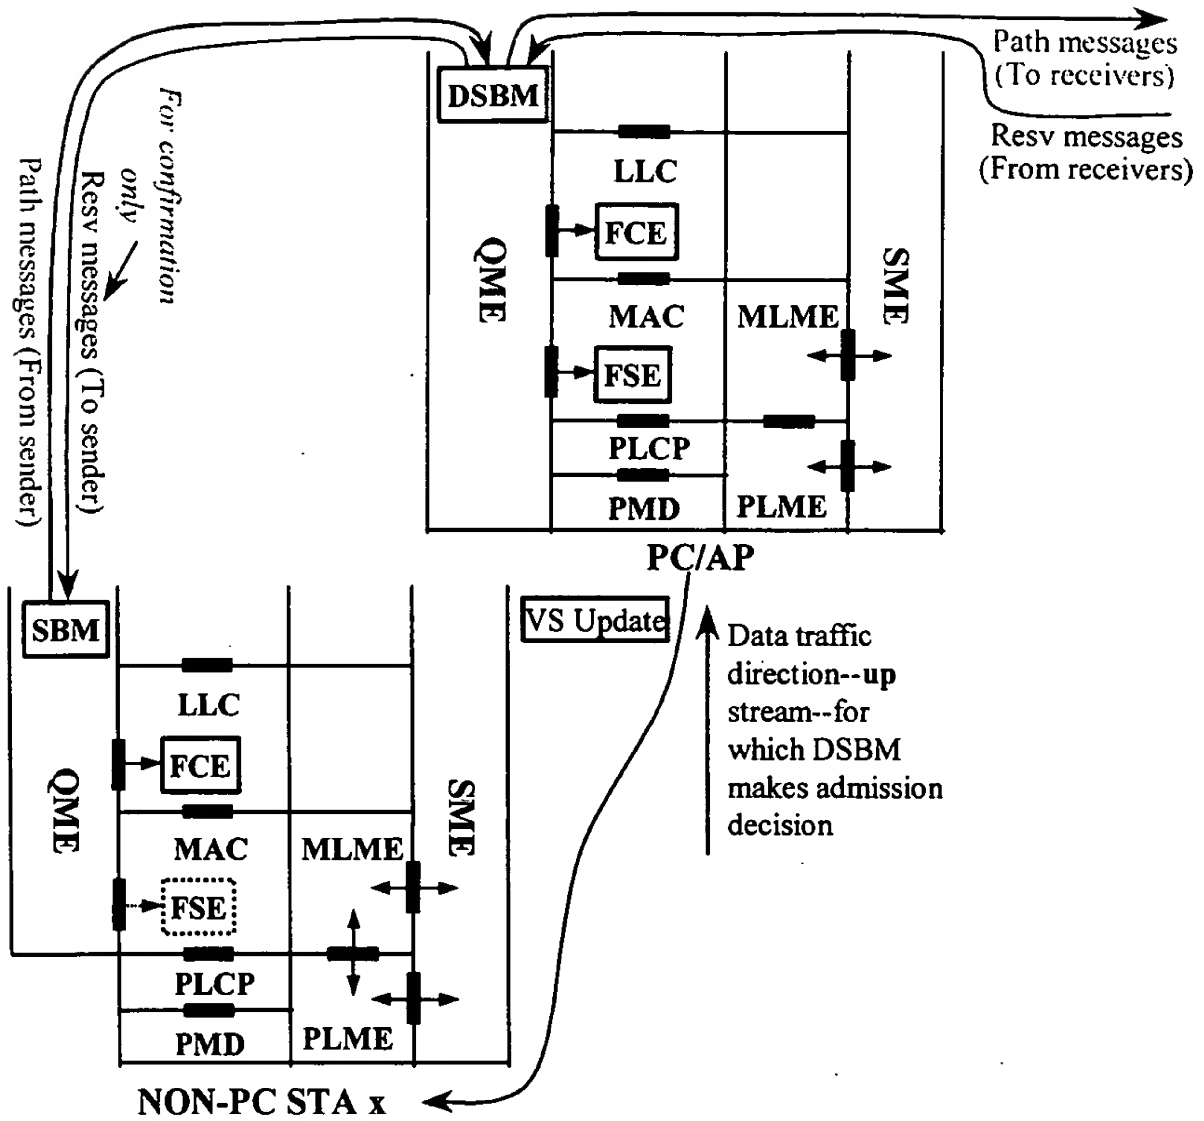 Path messages
(To receivers)
Resv messages
(From receivers)
DSBM
LLC
FCE
QME
SME
MAC
MLME
FSE
PLCP
PMD
PLME
PC/AP
For confirmation
only
Resv messages (To sender)
Path messages (From sender)
VS Update
Data traffic
direction--up
stream--for
which DSBM
makes admission
decision
SBM
LLC
FCE
QME
SME
MAC
MLME
FSE
PLCP
PMD
PLME
NON-PC STA x